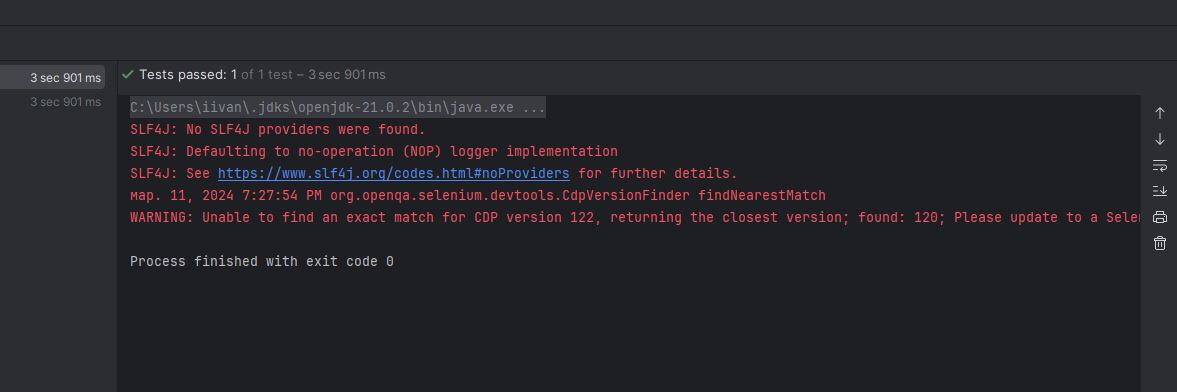 3 sec 901 ms
3 sec 901 ms
Tests passed: 1 of 1 test – 3 sec 901 ms
C:\Users\iivan\.jdks\openjdk-21.0.2\bin\java.exe ...
SLF4J: No SLF4J providers were found.
SLF4J: Defaulting to no-operation (NOP) logger implementation
SLF4J: See https://www.slf4j.org/codes.html#noProviders for further details.
мар. 11, 2024 7:27:54 PM org.openqa.selenium.devtools.CdpVersionFinder findNearestMatch
WARNING: Unable to find an exact match for CDP version 122, returning the closest version; found: 120; Please update to a Sele
Process finished with exit code 0